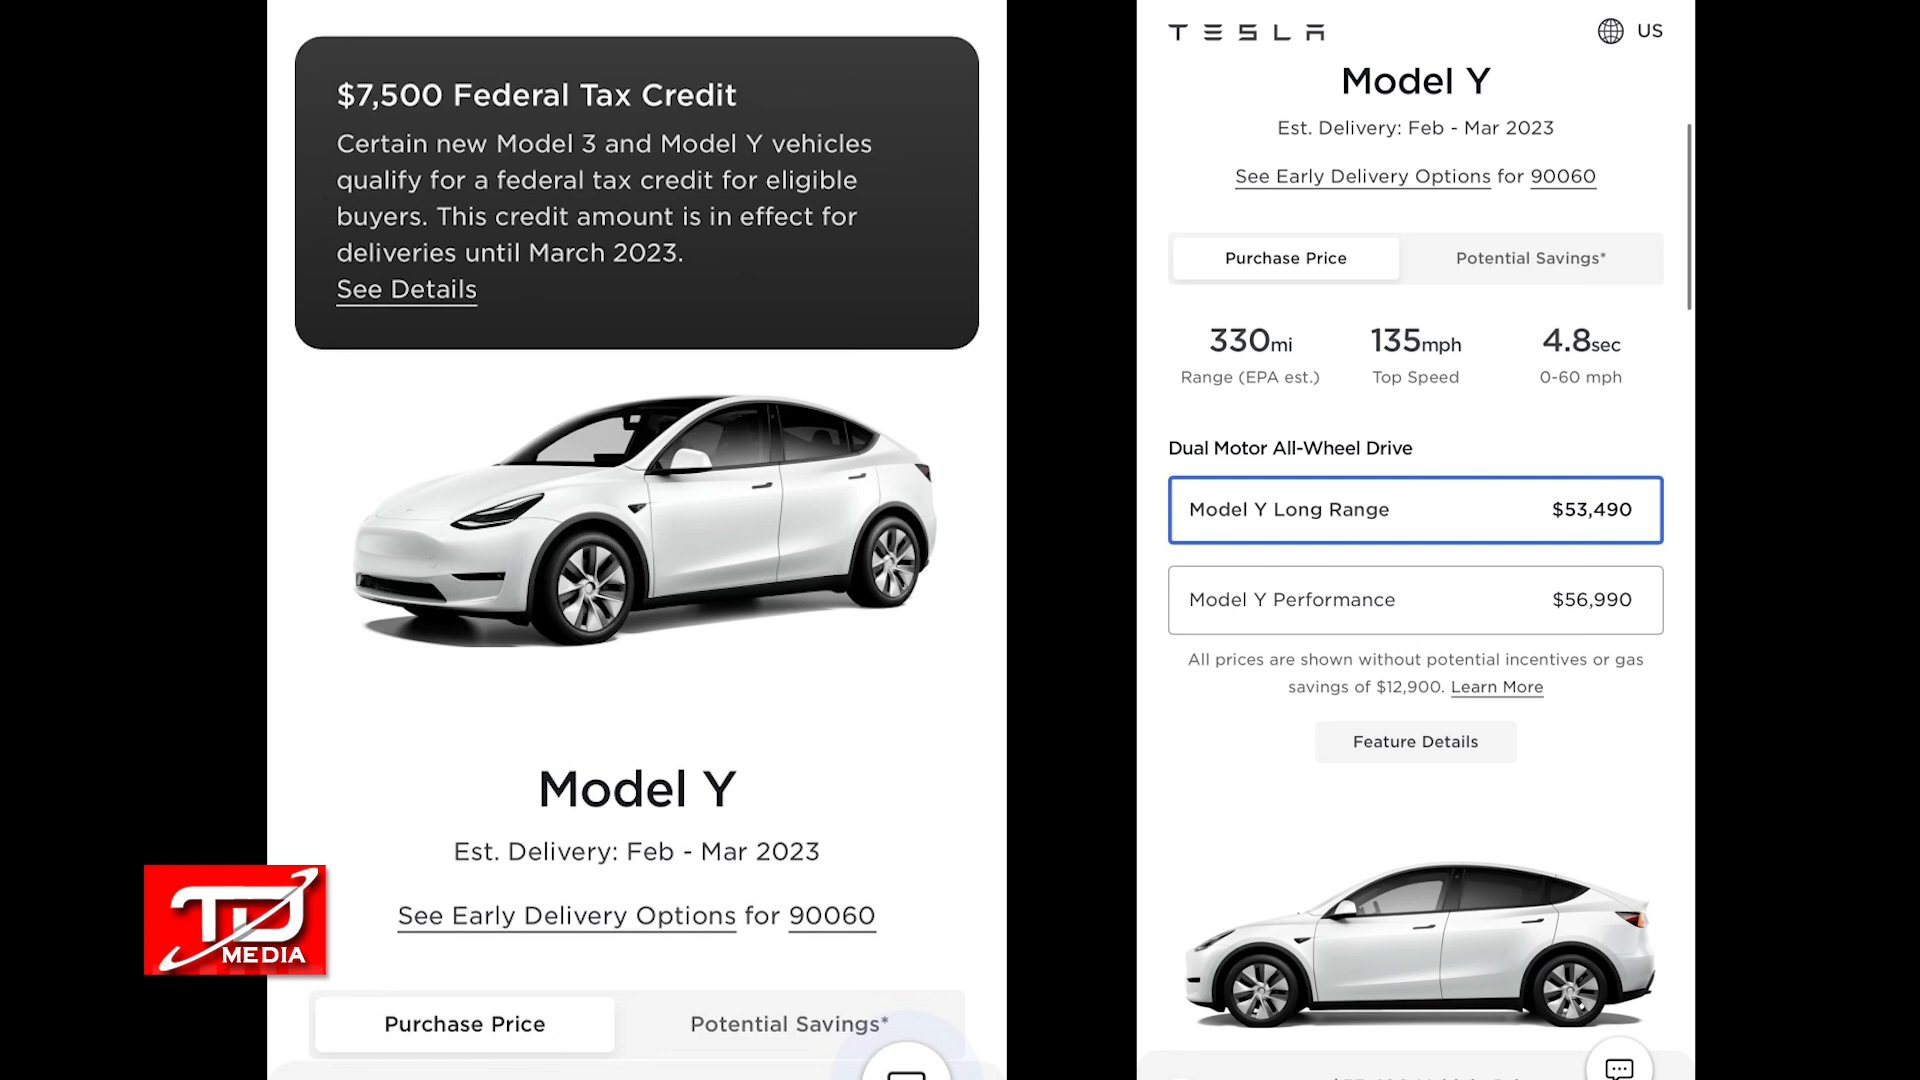 $7,500 Federal Tax Credit
Certain new Model 3 and Model Y vehicles
qualify for a federal tax credit for eligible
buyers. This credit amount is in effect for
deliveries until March 2023.
See Details
Model Y
Est. Delivery: Feb - Mar 2023
See Early Delivery Options for 90060
Purchase Price
Potential Savings*
TD
MEDIA
TESLA
US
Model Y
Est. Delivery: Feb - Mar 2023
See Early Delivery Options for 90060
Purchase Price
Potential Savings*
330mi
Range (EPA est.)
135mph
Top Speed
4.8sec
0-60 mph
Dual Motor All-Wheel Drive
Model Y Long Range $53,490
Model Y Performance $56,990
All prices are shown without potential incentives or gas
savings of $12,900. Learn More
Feature Details